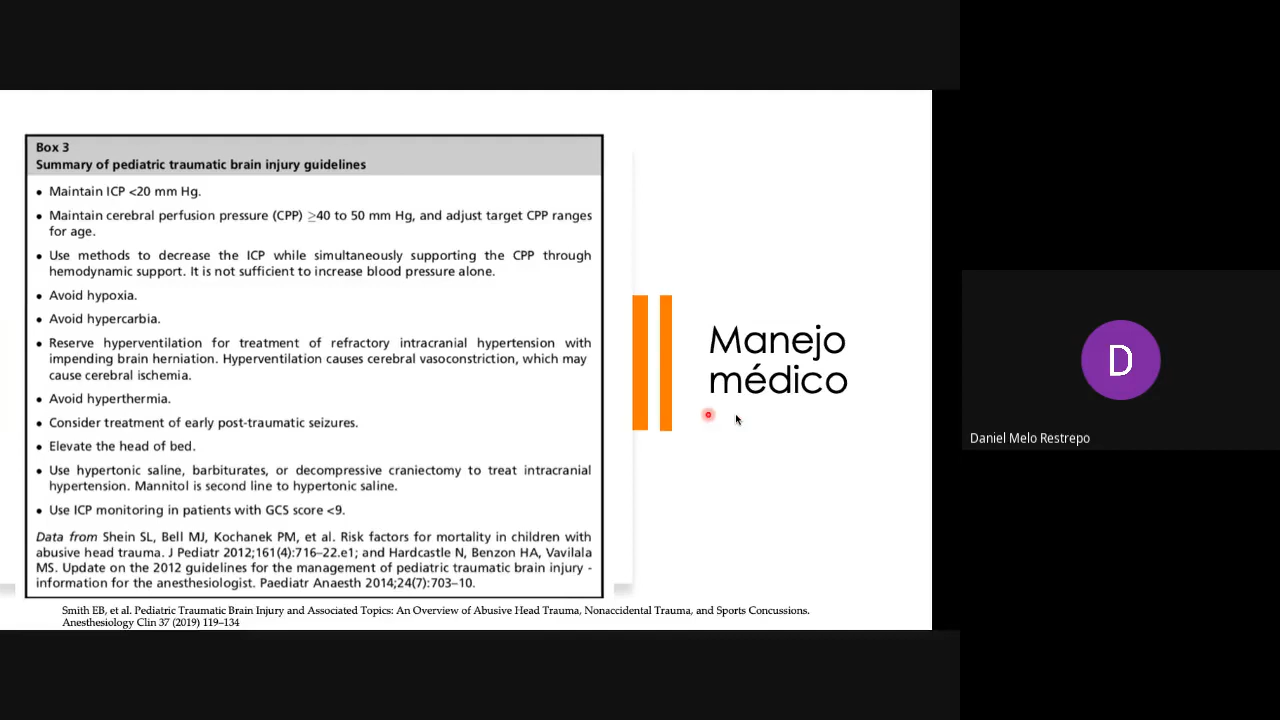 Box 3
Summary of pediatric traumatic brain injury guidelines
• Maintain ICP <20 mm Hg.
• Maintain cerebral perfusion pressure (CPP) ≥40 to 50 mm Hg, and adjust target CPP ranges
for age.
• Use methods to decrease the ICP while simultaneously supporting the CPP through
hemodynamic support. It is not sufficient to increase blood pressure alone.
• Avoid hypoxia.
• Avoid hypercarbia.
• Reserve hyperventilation for treatment of refractory intracranial hypertension with
impending brain herniation. Hyperventilation causes cerebral vasoconstriction, which may
cause cerebral ischemia.
• Avoid hyperthermia.
• Consider treatment of early post-traumatic seizures.
• Elevate the head of bed.
• Use hypertonic saline, barbiturates, or decompressive craniectomy to treat intracranial
hypertension. Mannitol is second line to hypertonic saline.
• Use ICP monitoring in patients with GCS score <9.
Data from Shein SL, Bell MJ, Kochanek PM, et al. Risk factors for mortality in children with
abusive head trauma. J Pediatr 2012;161(4):716–22.e1; and Hardcastle N, Benzon HA, Vavilala
MS. Update on the 2012 guidelines for the management of pediatric traumatic brain injury -
information for the anesthesiologist. Paediatr Anaesth 2014;24(7):703–10.
Smith EB, et al. Pediatric Traumatic Brain Injury and Associated Topics: An Overview of Abusive Head Trauma, Nonaccidental Trauma, and Sports Concussions.
Anesthesiology Clin 37 (2019) 119–134
Manejo
médico
D
Daniel Melo Restrepo